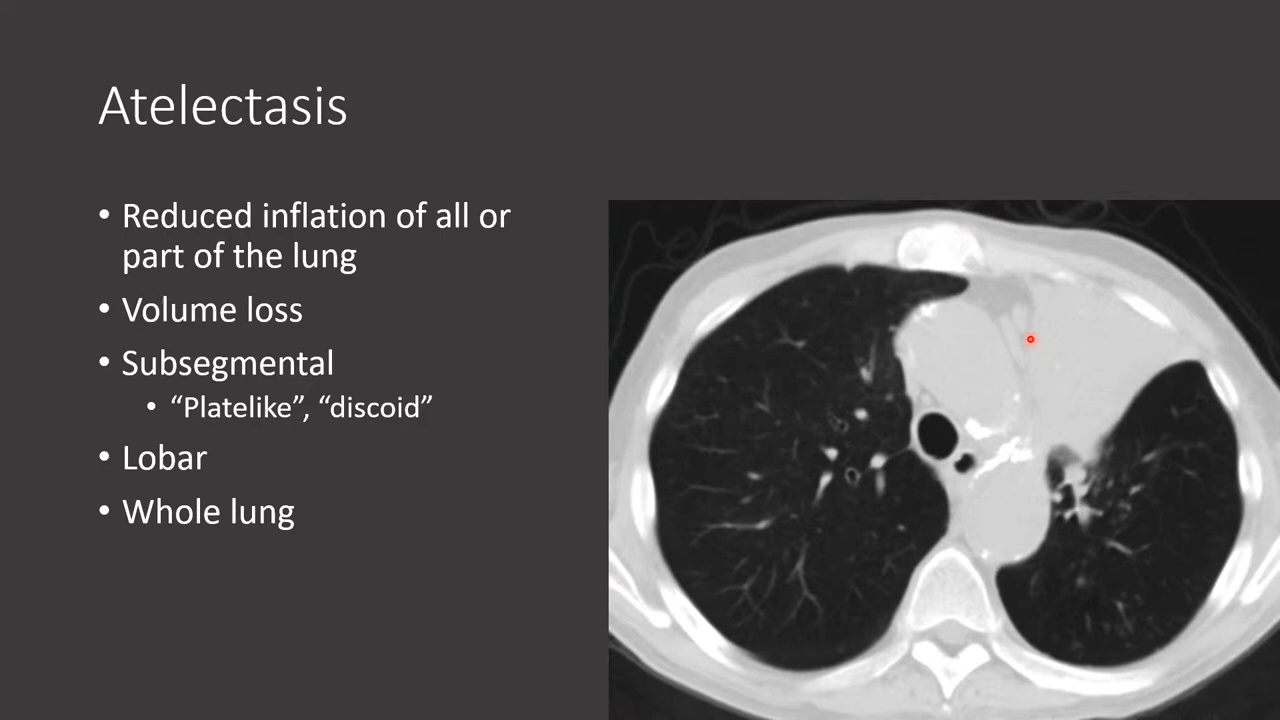 Atelectasis
• Reduced inflation of all or
part of the lung
• Volume loss
• Subsegmental
• “Platelike”, “discoid”
• Lobar
• Whole lung